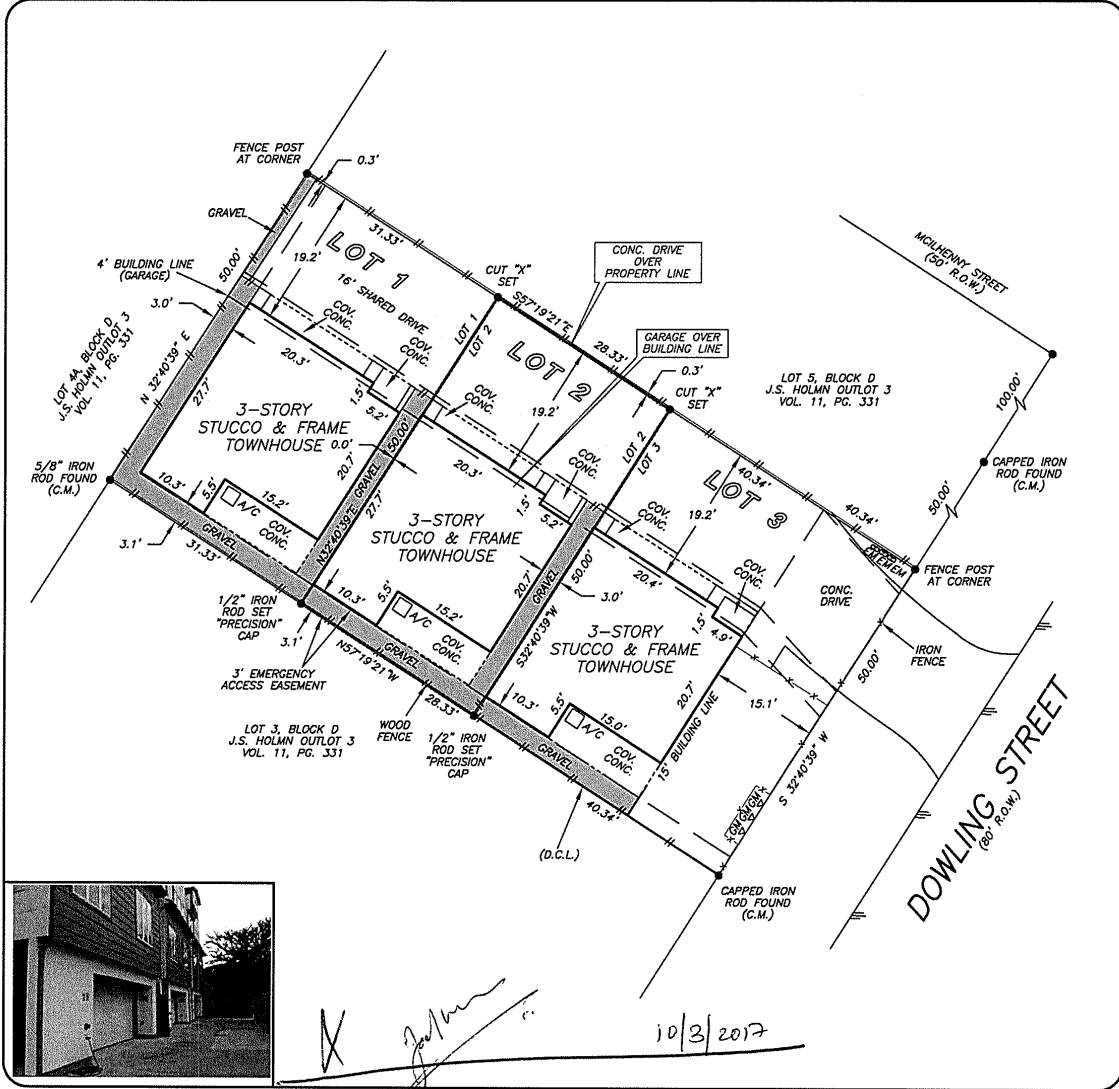 FENCE POST
AT CORNER
0.3'
GRAVEL
31.33'
LOT 1
19.2'
16' SHARED DRIVE
4' BUILDING LINE
(GARAGE)
50.00'
3.0'
COV.
CONC.
COV.
CONC.
LOT 4A, BLOCK D
J.S. HOLMN OUTLOT 3
VOL. 11, PG. 331
N 32°40'39" E
27.7'
20.3'
1.5'
5.2'
3-STORY
STUCCO & FRAME
TOWNHOUSE
0.0'
5/8" IRON
ROD FOUND
(C.M.)
10.3'
5.5'
15.2'
A/C
COV.
CONC.
20.7'
GRAVEL
3.1'
31.33'
CUT "X"
SET
S57°19'21"E
28.33'
CONC. DRIVE
OVER
PROPERTY LINE
GARAGE OVER
BUILDING LINE
LOT 1
LOT 2
LOT 2
19.2'
0.3'
CUT "X"
SET
COV.
CONC.
COV.
CONC.
50.00'
GRAVEL
N32°40'39"E
27.7'
20.3'
1.5'
5.2'
3-STORY
STUCCO & FRAME
TOWNHOUSE
20.7'
10.3'
5.5'
15.2'
A/C
COV.
CONC.
GRAVEL
1/2" IRON
ROD SET
"PRECISION"
CAP
3.1'
3' EMERGENCY
ACCESS EASEMENT
N57°19'21"W
28.33'
LOT 3, BLOCK D
J.S. HOLMN OUTLOT 3
VOL. 11, PG. 331
WOOD
FENCE
1/2" IRON
ROD SET
"PRECISION"
CAP
MCILHENNY STREET
(50' R.O.W.)
LOT 5, BLOCK D
J.S. HOLMN OUTLOT 3
VOL. 11, PG. 331
100.00'
CAPPED IRON
ROD FOUND
(C.M.)
50.00'
LOT 2
LOT 3
LOT 3
40.34'
19.2'
40.34'
COV.
CONC.
COV.
CONC.
EM EM EM
FENCE POST
AT CORNER
CONC.
DRIVE
IRON
FENCE
50.00'
GRAVEL
S32°40'39"W
3.0'
20.4'
1.5'
4.9'
3-STORY
STUCCO & FRAME
TOWNHOUSE
20.7'
15.1'
50.00'
S 32°40'39" W
15' BUILDING LINE
10.3'
5.5'
15.0'
A/C
COV.
CONC.
GRAVEL
40.34'
(D.C.L.)
GM GM GM
CAPPED IRON
ROD FOUND
(C.M.)
DOWLING STREET
(80' R.O.W.)
X
10/3/2017